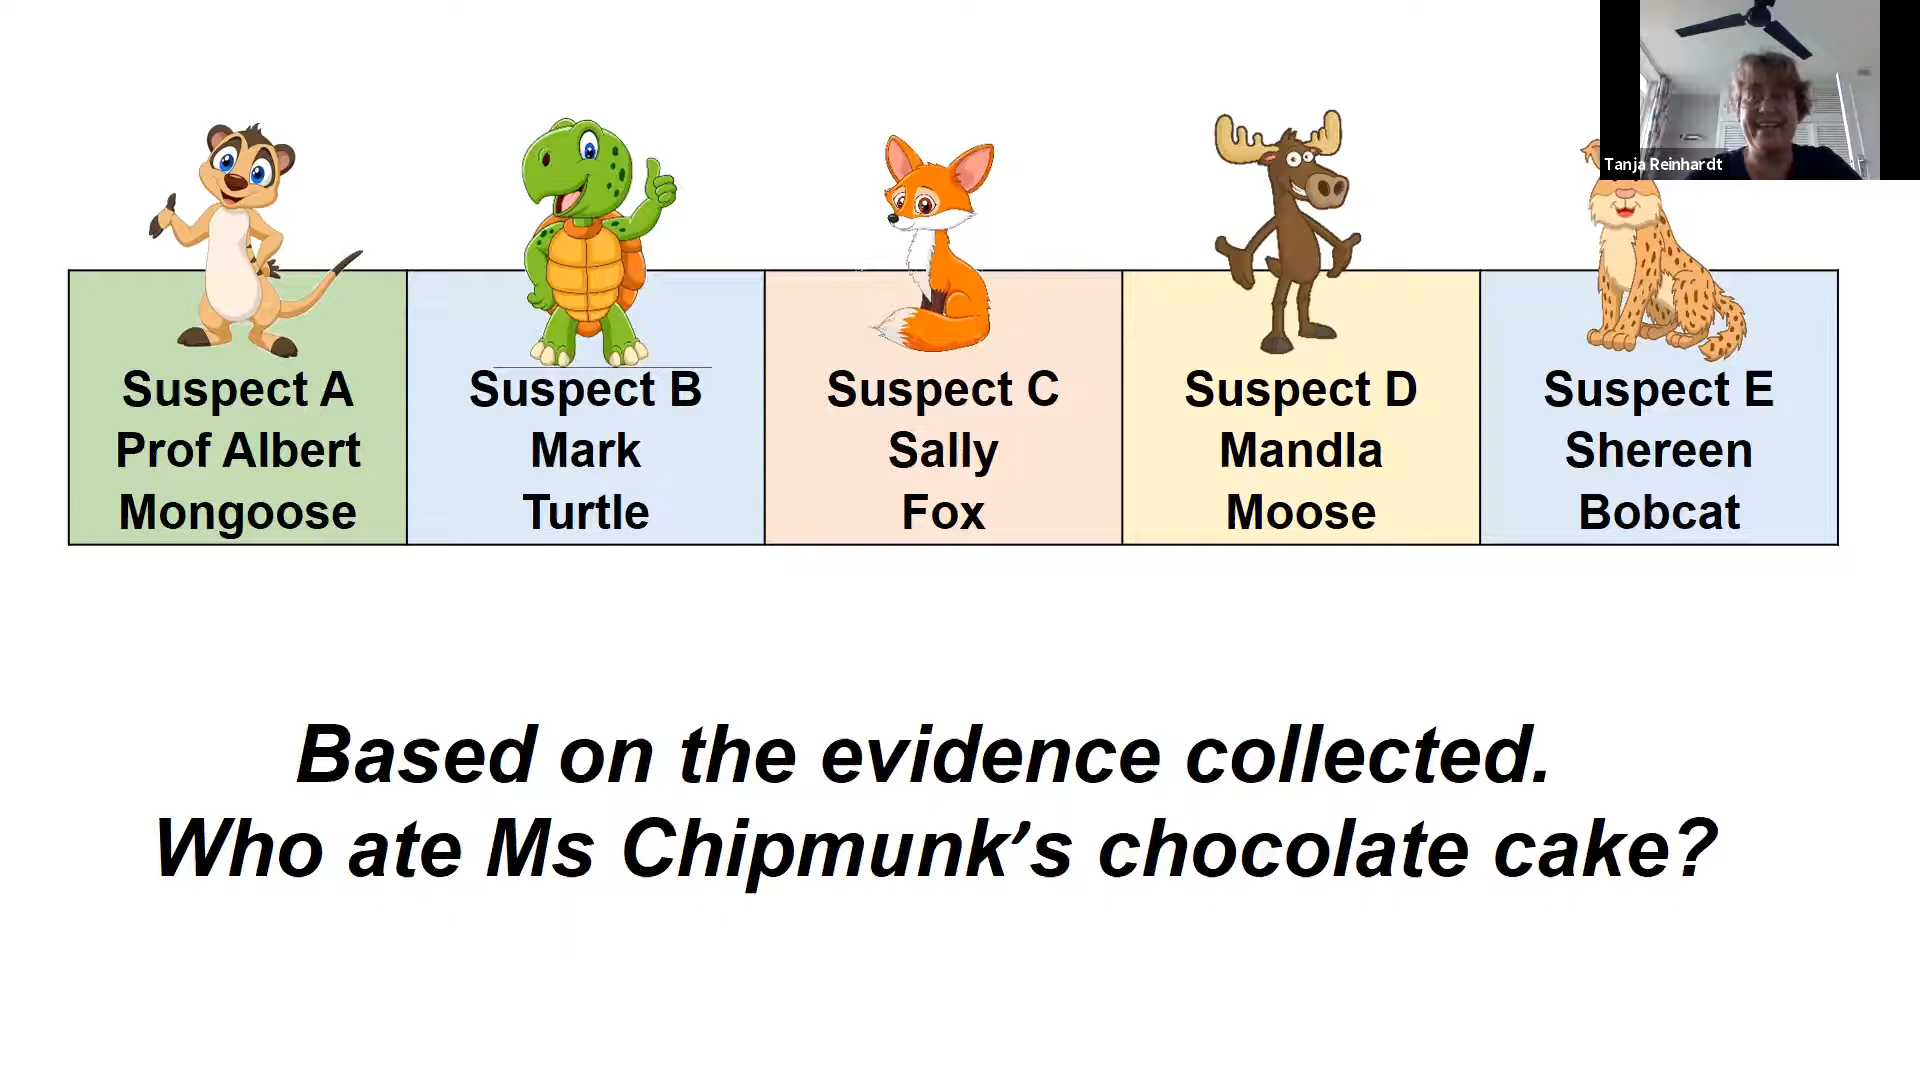 Tanja Reinhardt
Suspect A
Prof Albert
Mongoose
Suspect B
Mark
Turtle
Suspect C
Sally
Fox
Suspect D
Mandla
Moose
Suspect E
Shereen
Bobcat
Based on the evidence collected.
Who ate Ms Chipmunk’s chocolate cake?